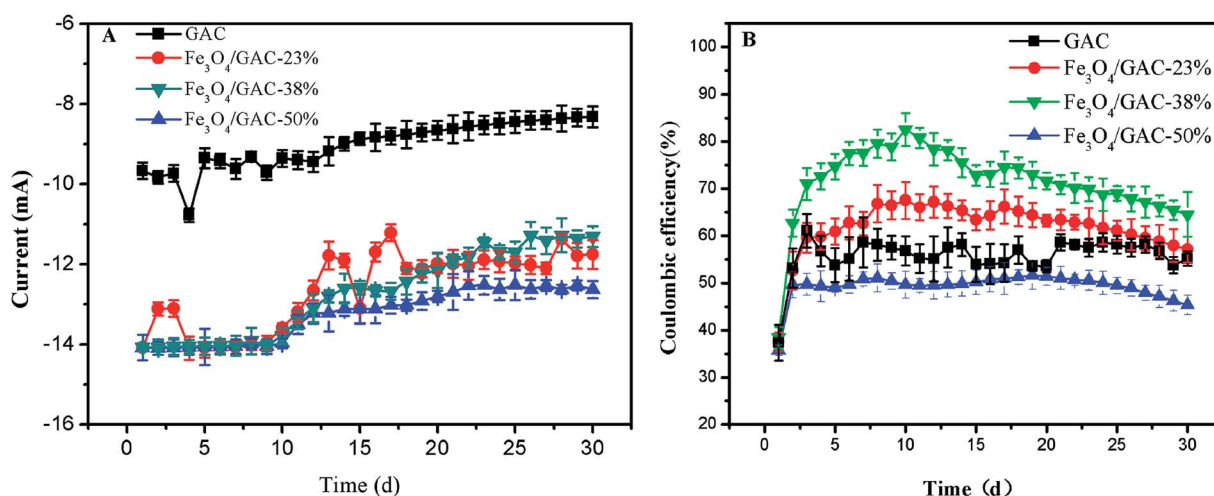 A
GAC
Fe₃O₄/GAC-23%
Fe₃O₄/GAC-38%
Fe₃O₄/GAC-50%
Current (mA)
-6
-8
-10
-12
-14
-16
0 5 10 15 20 25 30
Time (d)
B
GAC
Fe₃O₄/GAC-23%
Fe₃O₄/GAC-38%
Fe₃O₄/GAC-50%
Coulombic efficiency(%)
100
90
80
70
60
50
40
30
20
0 5 10 15 20 25 30
Time（d）